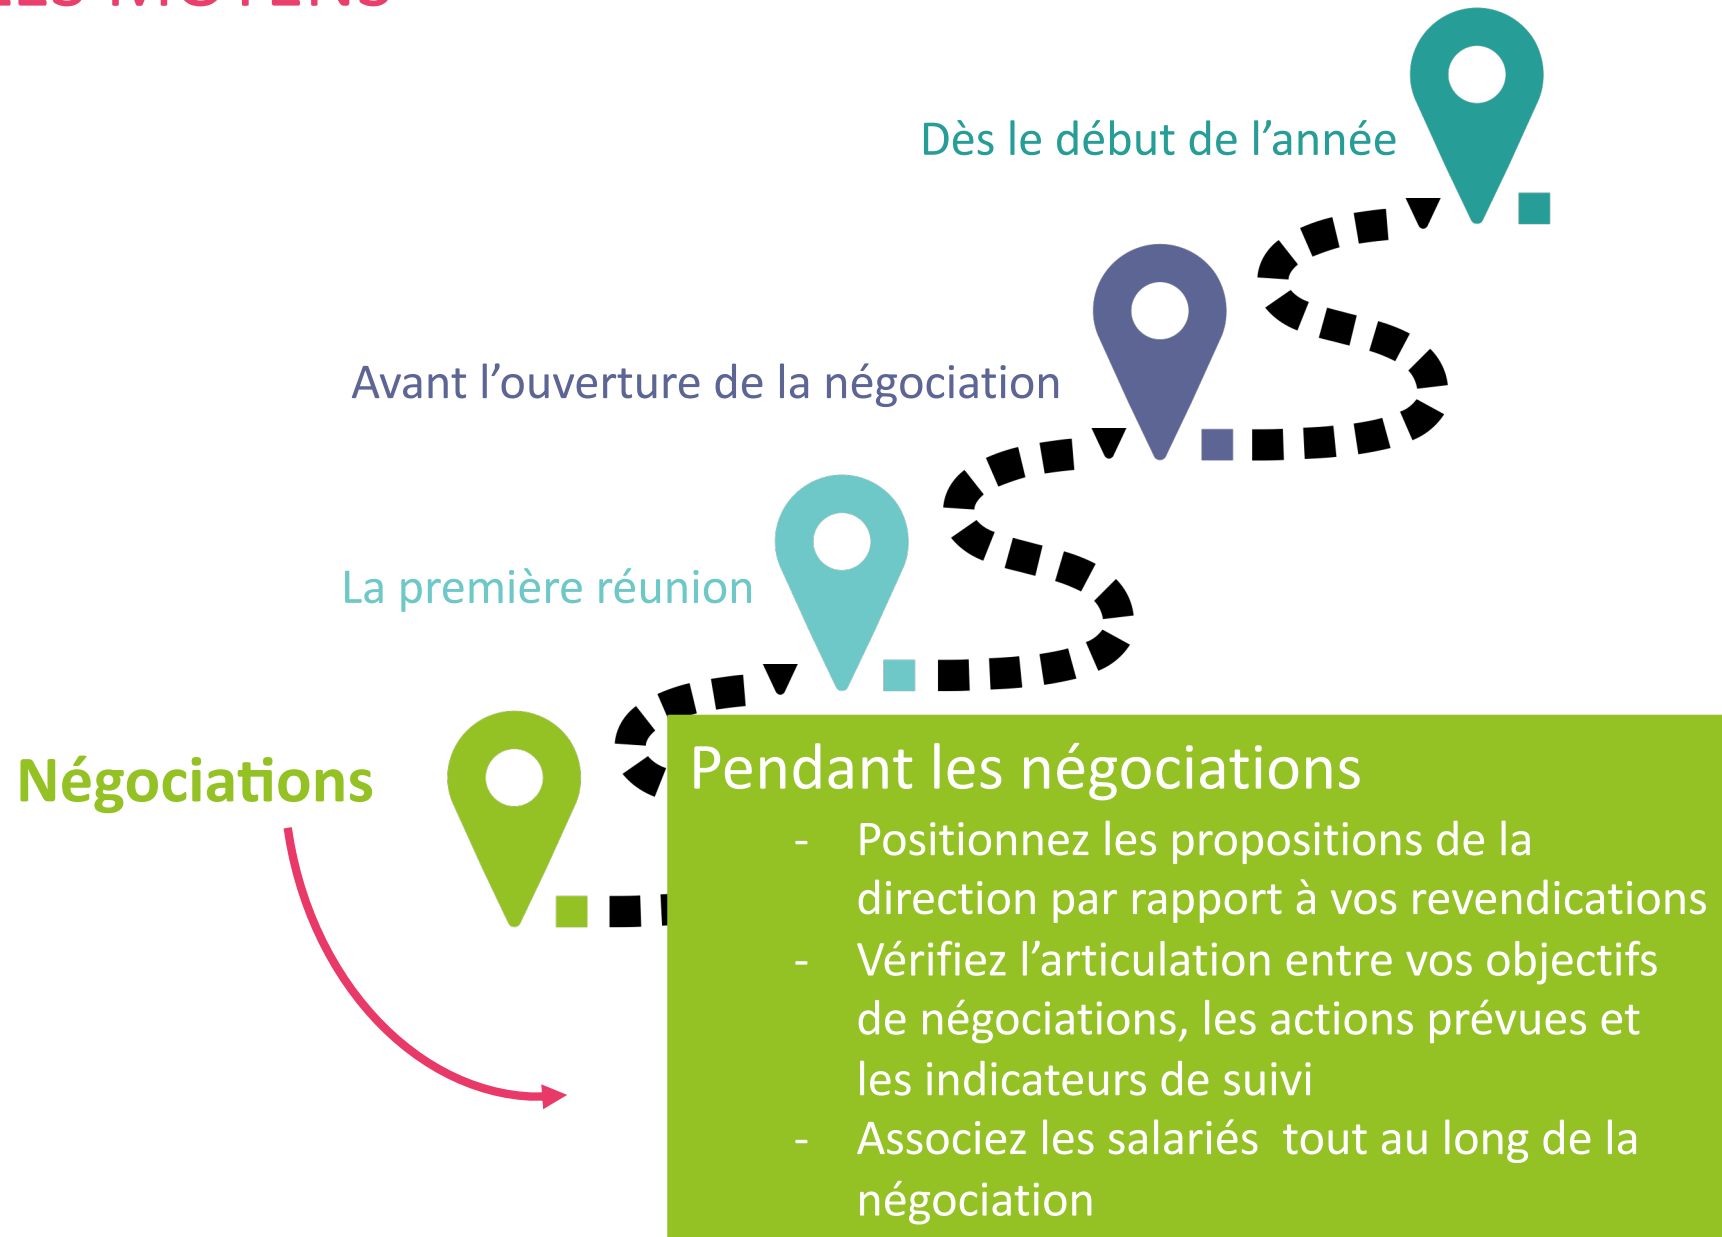 MOYENS
Dès le début de l’année
Avant l’ouverture de la négociation
La première réunion
Négociations
Pendant les négociations
- Positionnez les propositions de la
direction par rapport à vos revendications
- Vérifiez l’articulation entre vos objectifs
de négociations, les actions prévues et
les indicateurs de suivi
- Associez les salariés  tout au long de la
négociation